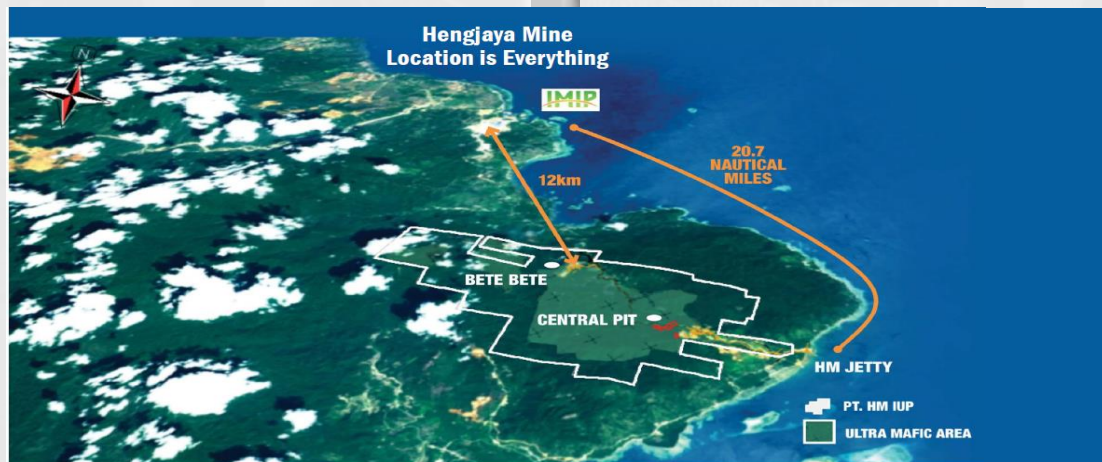 Hengjaya Mine
Location is Everything
N
IMIP
20.7
NAUTICAL
MILES
12km
BETE BETE
CENTRAL PIT
HM JETTY
PT. HM IUP
ULTRA MAFIC AREA